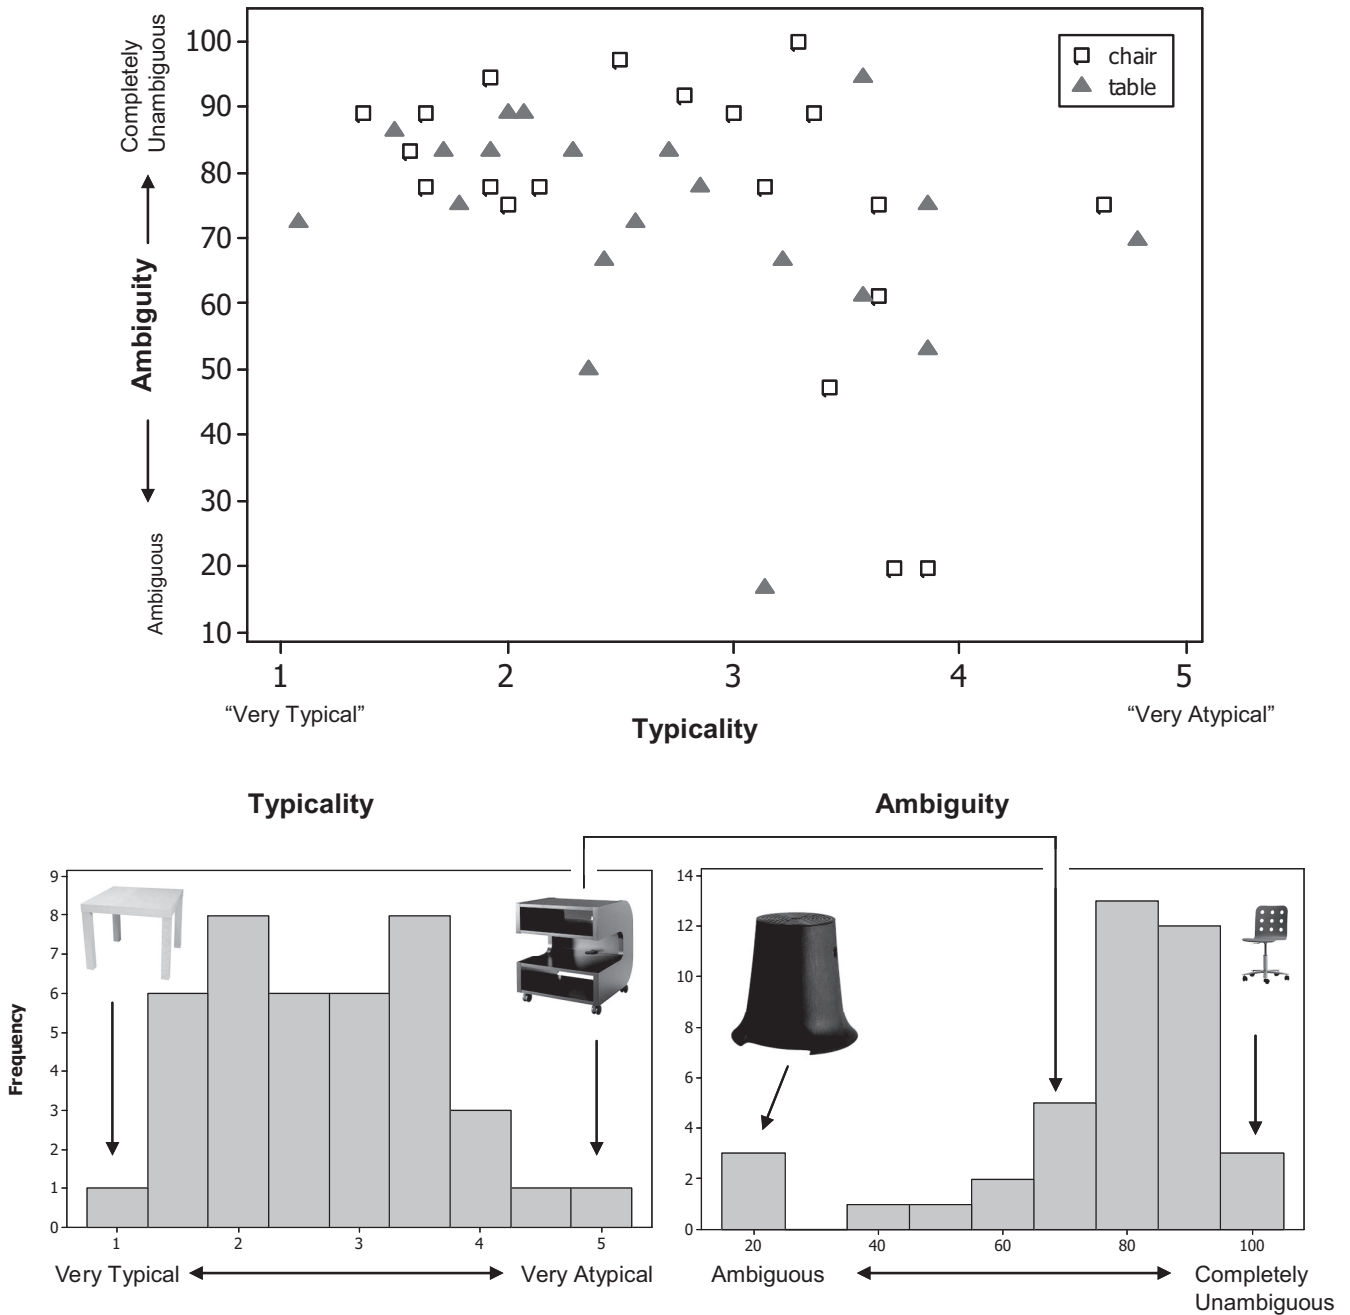 Completely
Unambiguous
Ambiguity
Ambiguous
100
90
80
70
60
50
40
30
20
10
chair
table
1
2
3
4
5
“Very Typical”
Typicality
“Very Atypical”
Typicality
Ambiguity
Frequency
9
8
7
6
5
4
3
2
1
0
1
2
3
4
5
Very Typical
Very Atypical
14
12
10
8
6
4
2
0
20
40
60
80
100
Ambiguous
Completely
Unambiguous